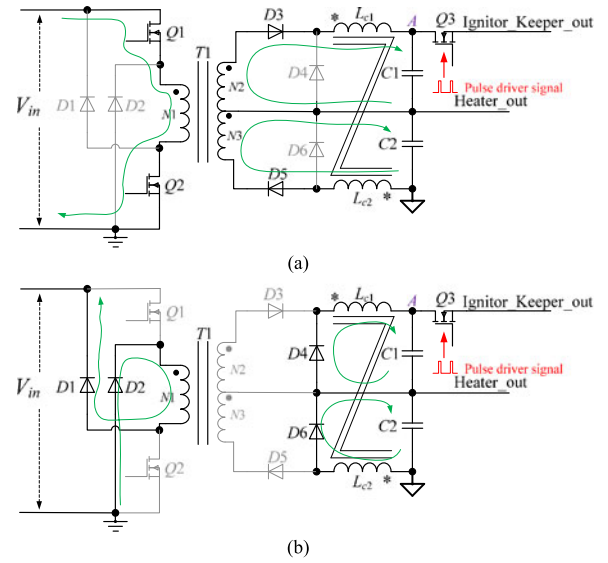 Q1 T1 D3 * Lc1 A Q3 Ignitor_Keeper_out
Vin D1 D2 N1 N2 D4 C1 Pulse driver signal
Heater_out
N3 D6 C2
Q2 D5 Lc2 *
(a)
Q1 T1 D3 * Lc1 A Q3 Ignitor_Keeper_out
Vin D1 D2 N1 N2 D4 C1 Pulse driver signal
Heater_out
N3 D6 C2
Q2 D5 Lc2 *
(b)